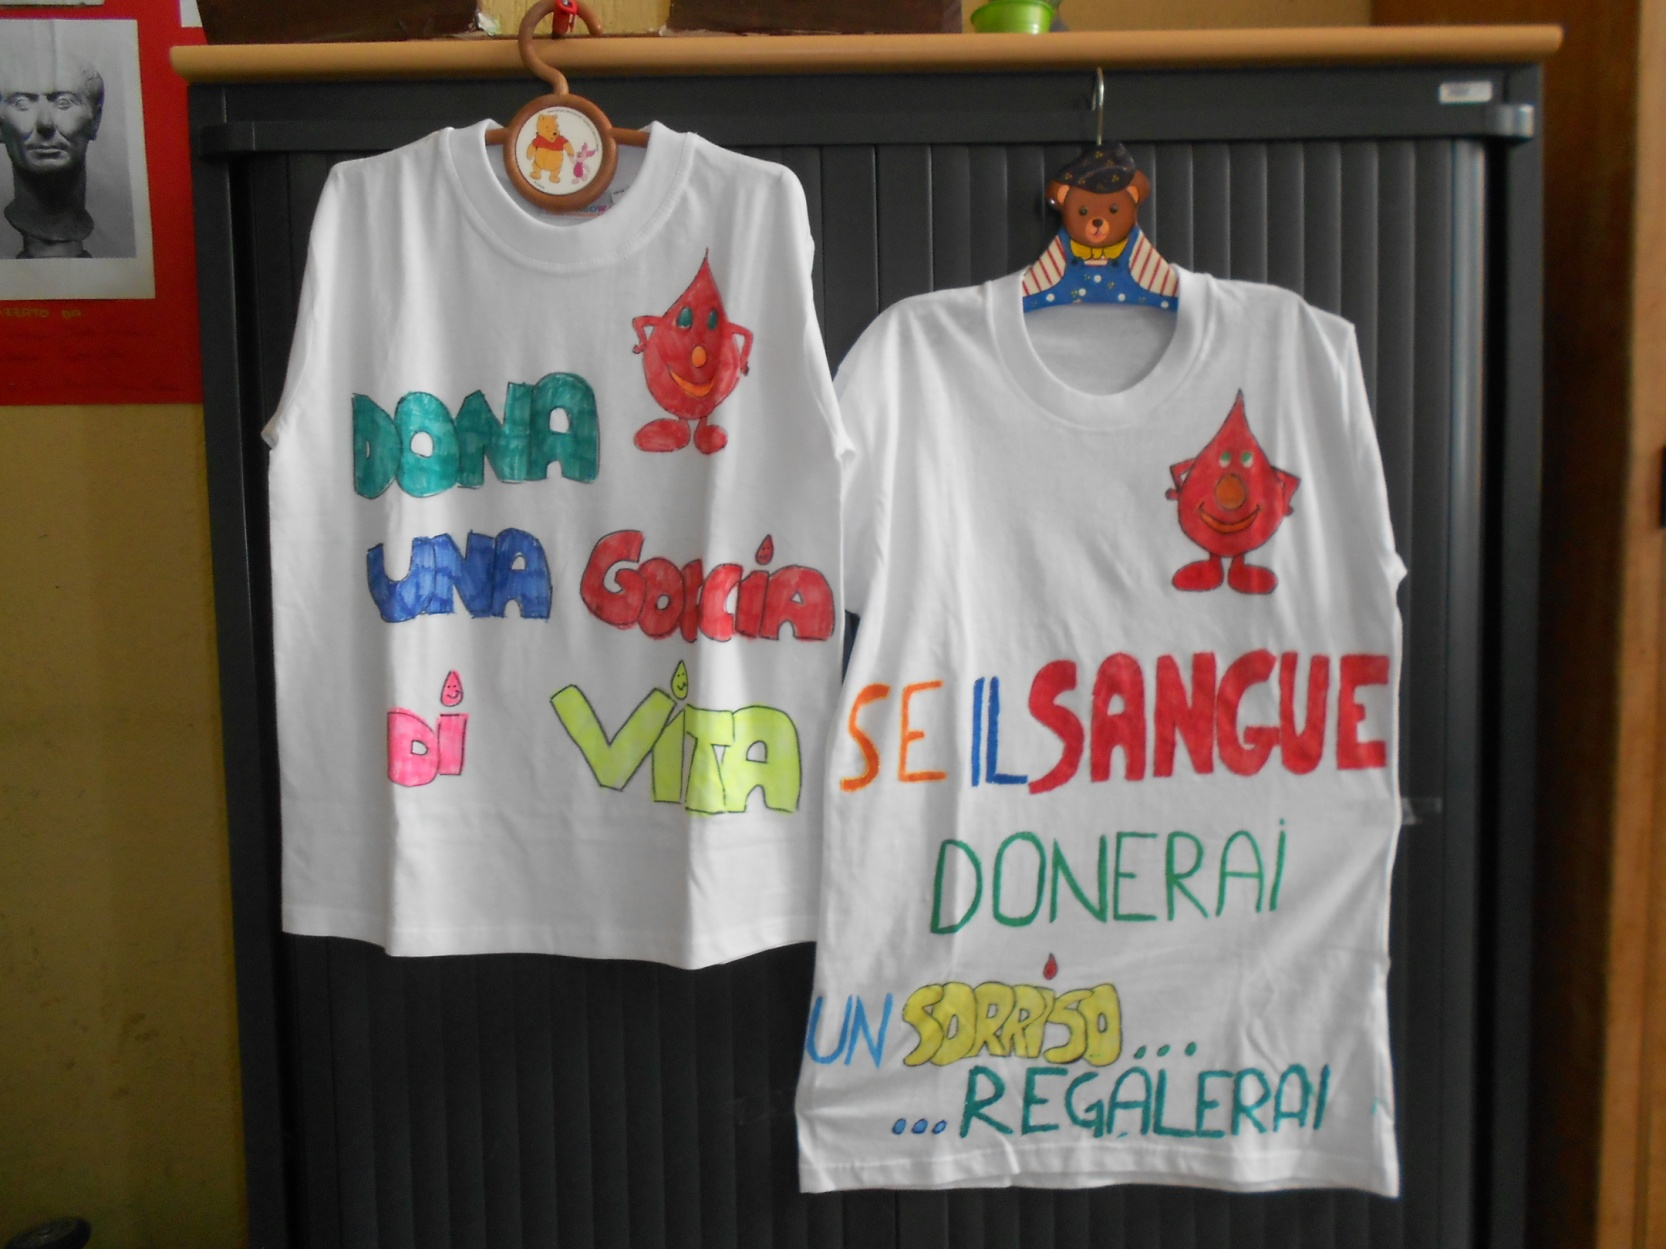 DONA
UNA GOCCIA
DI VITA
SE IL SANGUE
DONERAI
UN SORRISO...
...REGALERAI